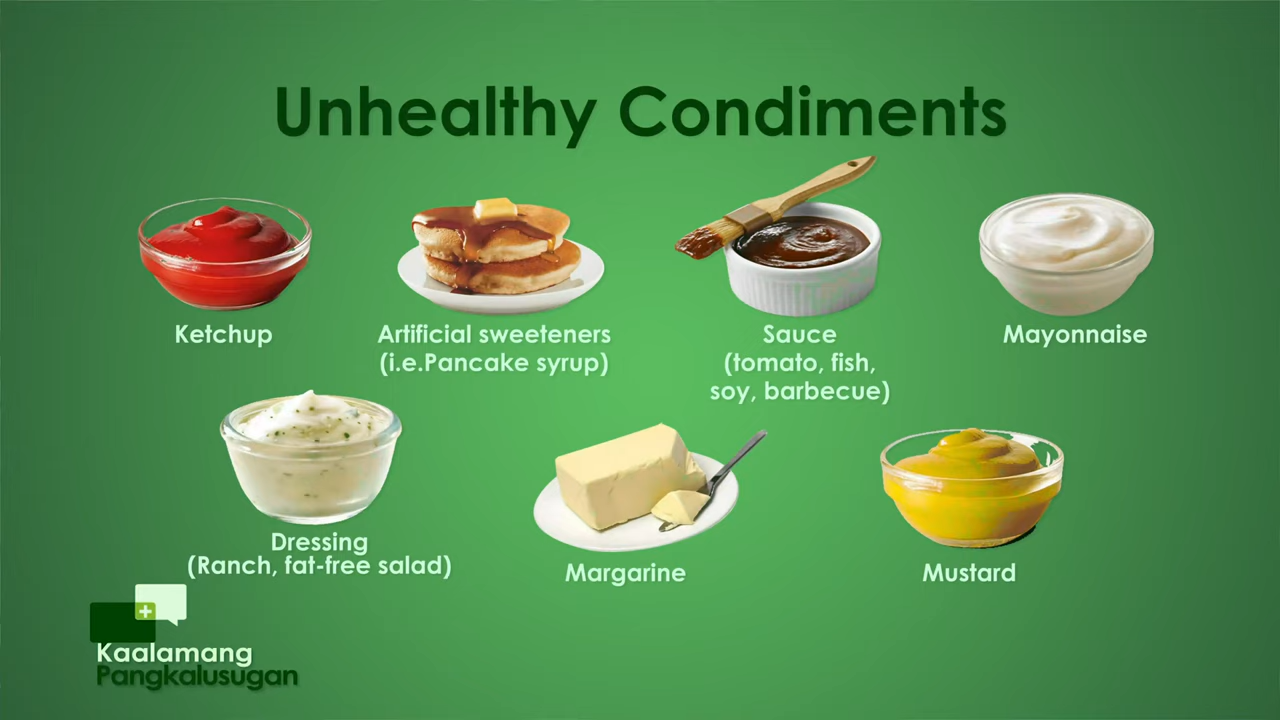 Unhealthy Condiments
Ketchup
Artificial sweeteners
(i.e.Pancake syrup)
Sauce
(tomato, fish,
soy, barbecue)
Mayonnaise
Dressing
(Ranch, fat-free salad)
Margarine
Mustard
Kaalamang
Pangkalusugan